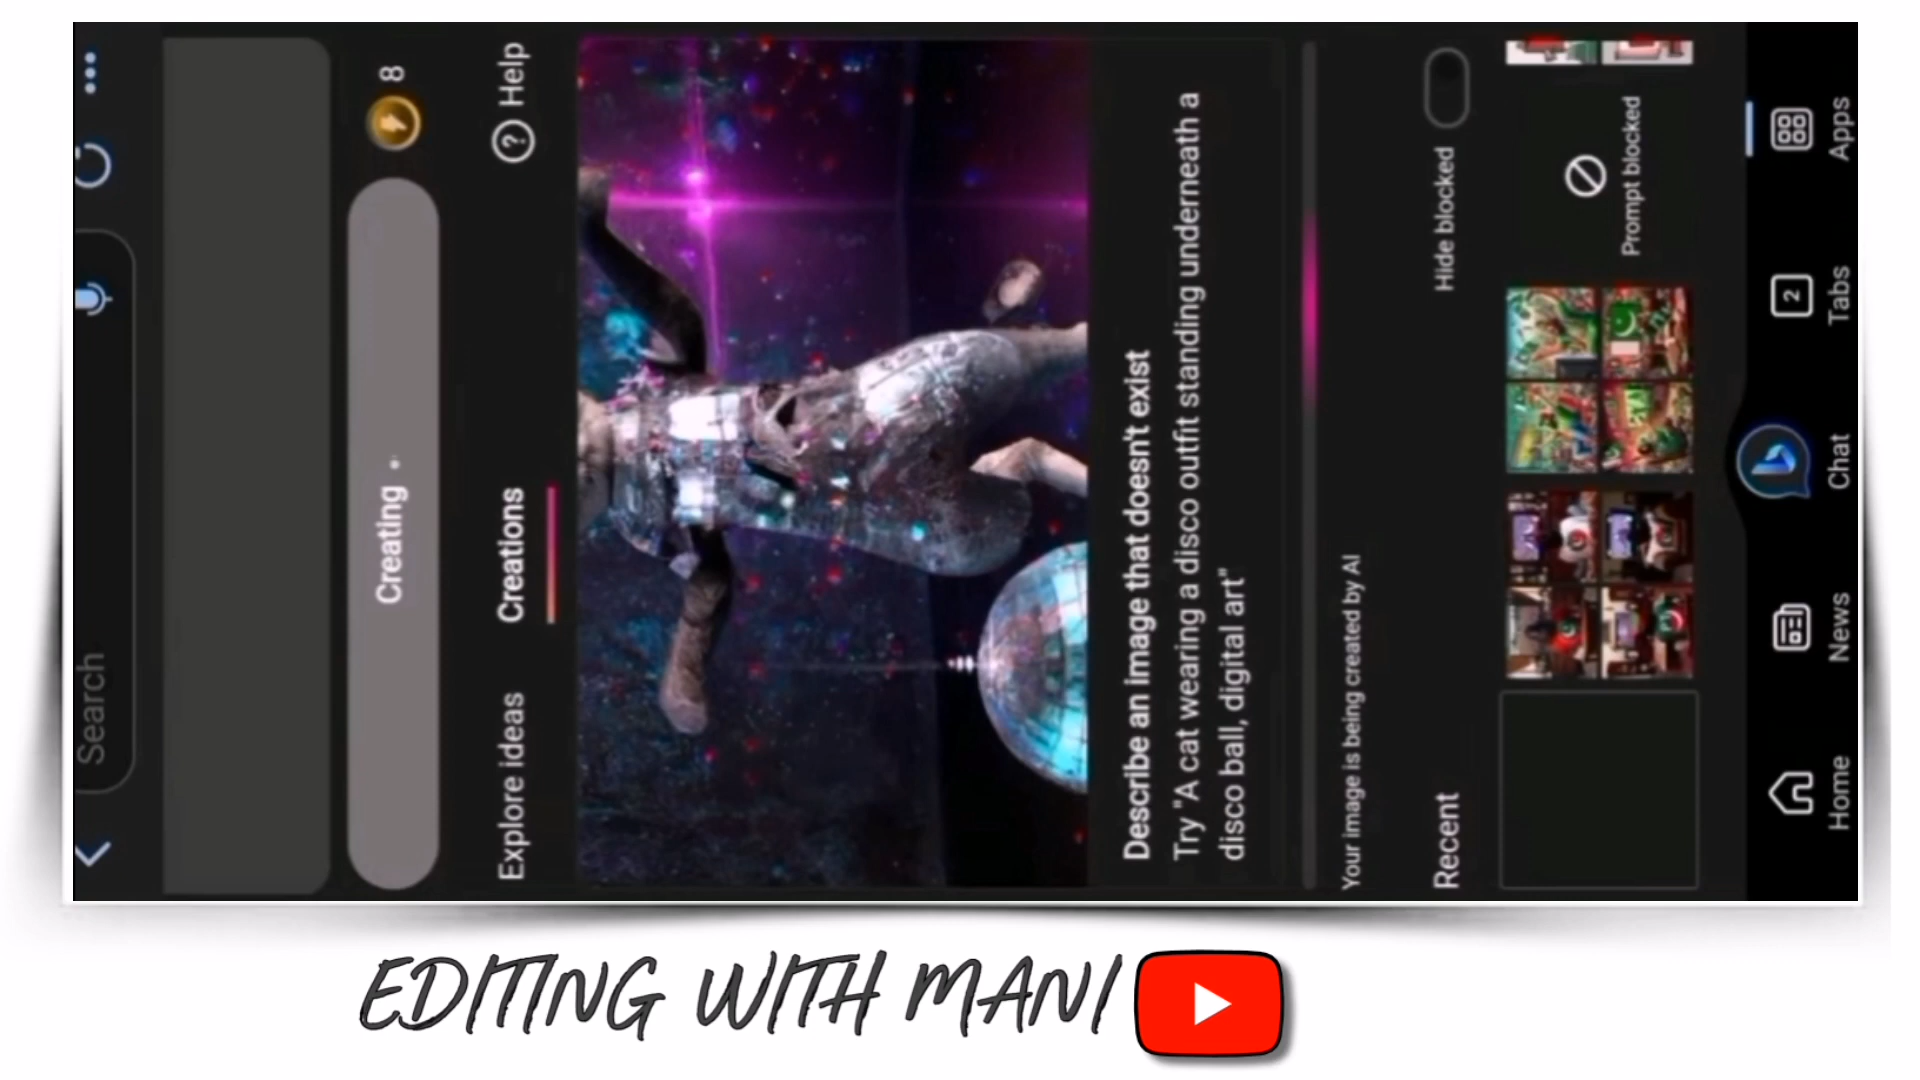 Search
Creating
8
Explore ideas
Creations
Help
Describe an image that doesn't exist
Try "A cat wearing a disco outfit standing underneath a
disco ball, digital art"
Your image is being created by AI
Recent
Hide blocked
Prompt blocked
Home
News
Chat
2
Tabs
Apps
EDITING WITH MANI